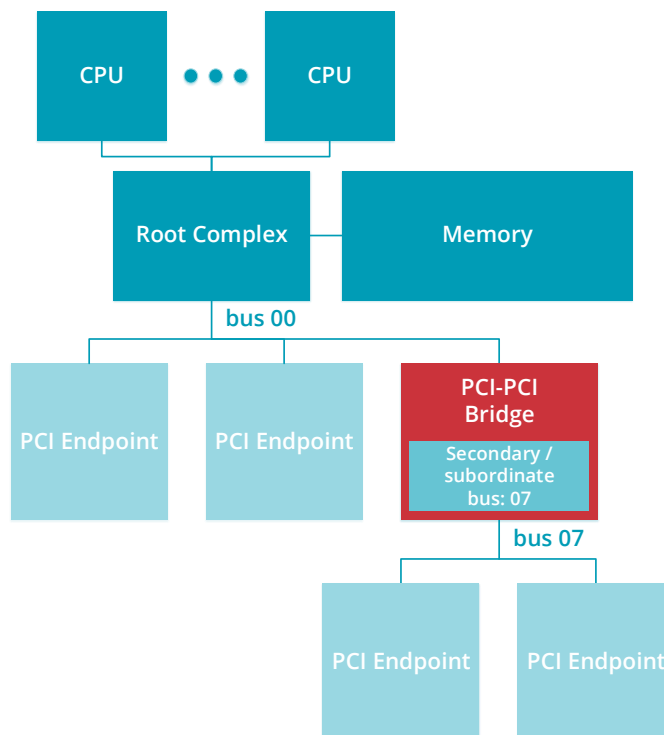 CPU
CPU
Root Complex
Memory
bus 00
PCI Endpoint
PCI Endpoint
PCI-PCI
Bridge
Secondary /
subordinate
bus: 07
bus 07
PCI Endpoint
PCI Endpoint